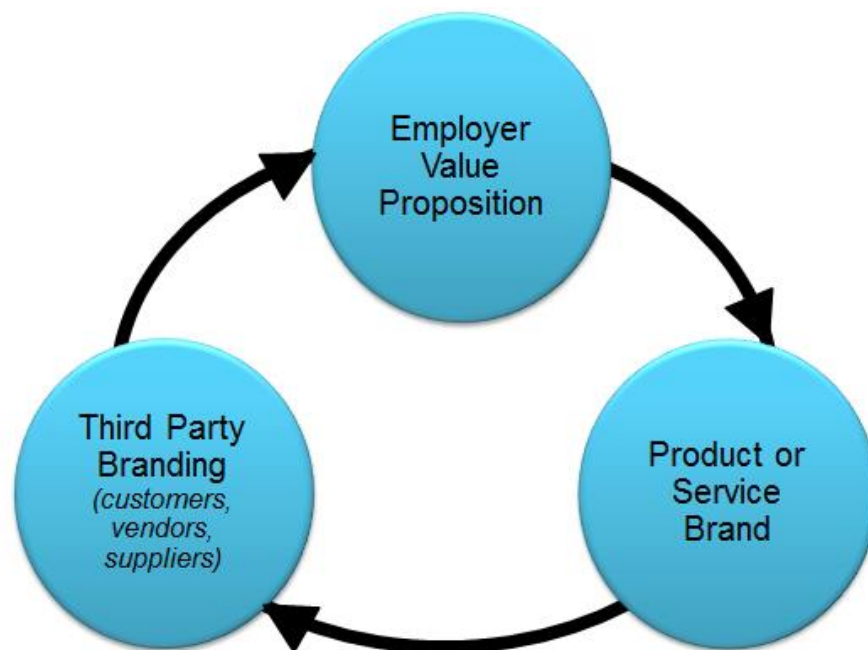 Employer
Value
Proposition
Third Party
Branding
(customers,
vendors,
suppliers)
Product or
Service
Brand